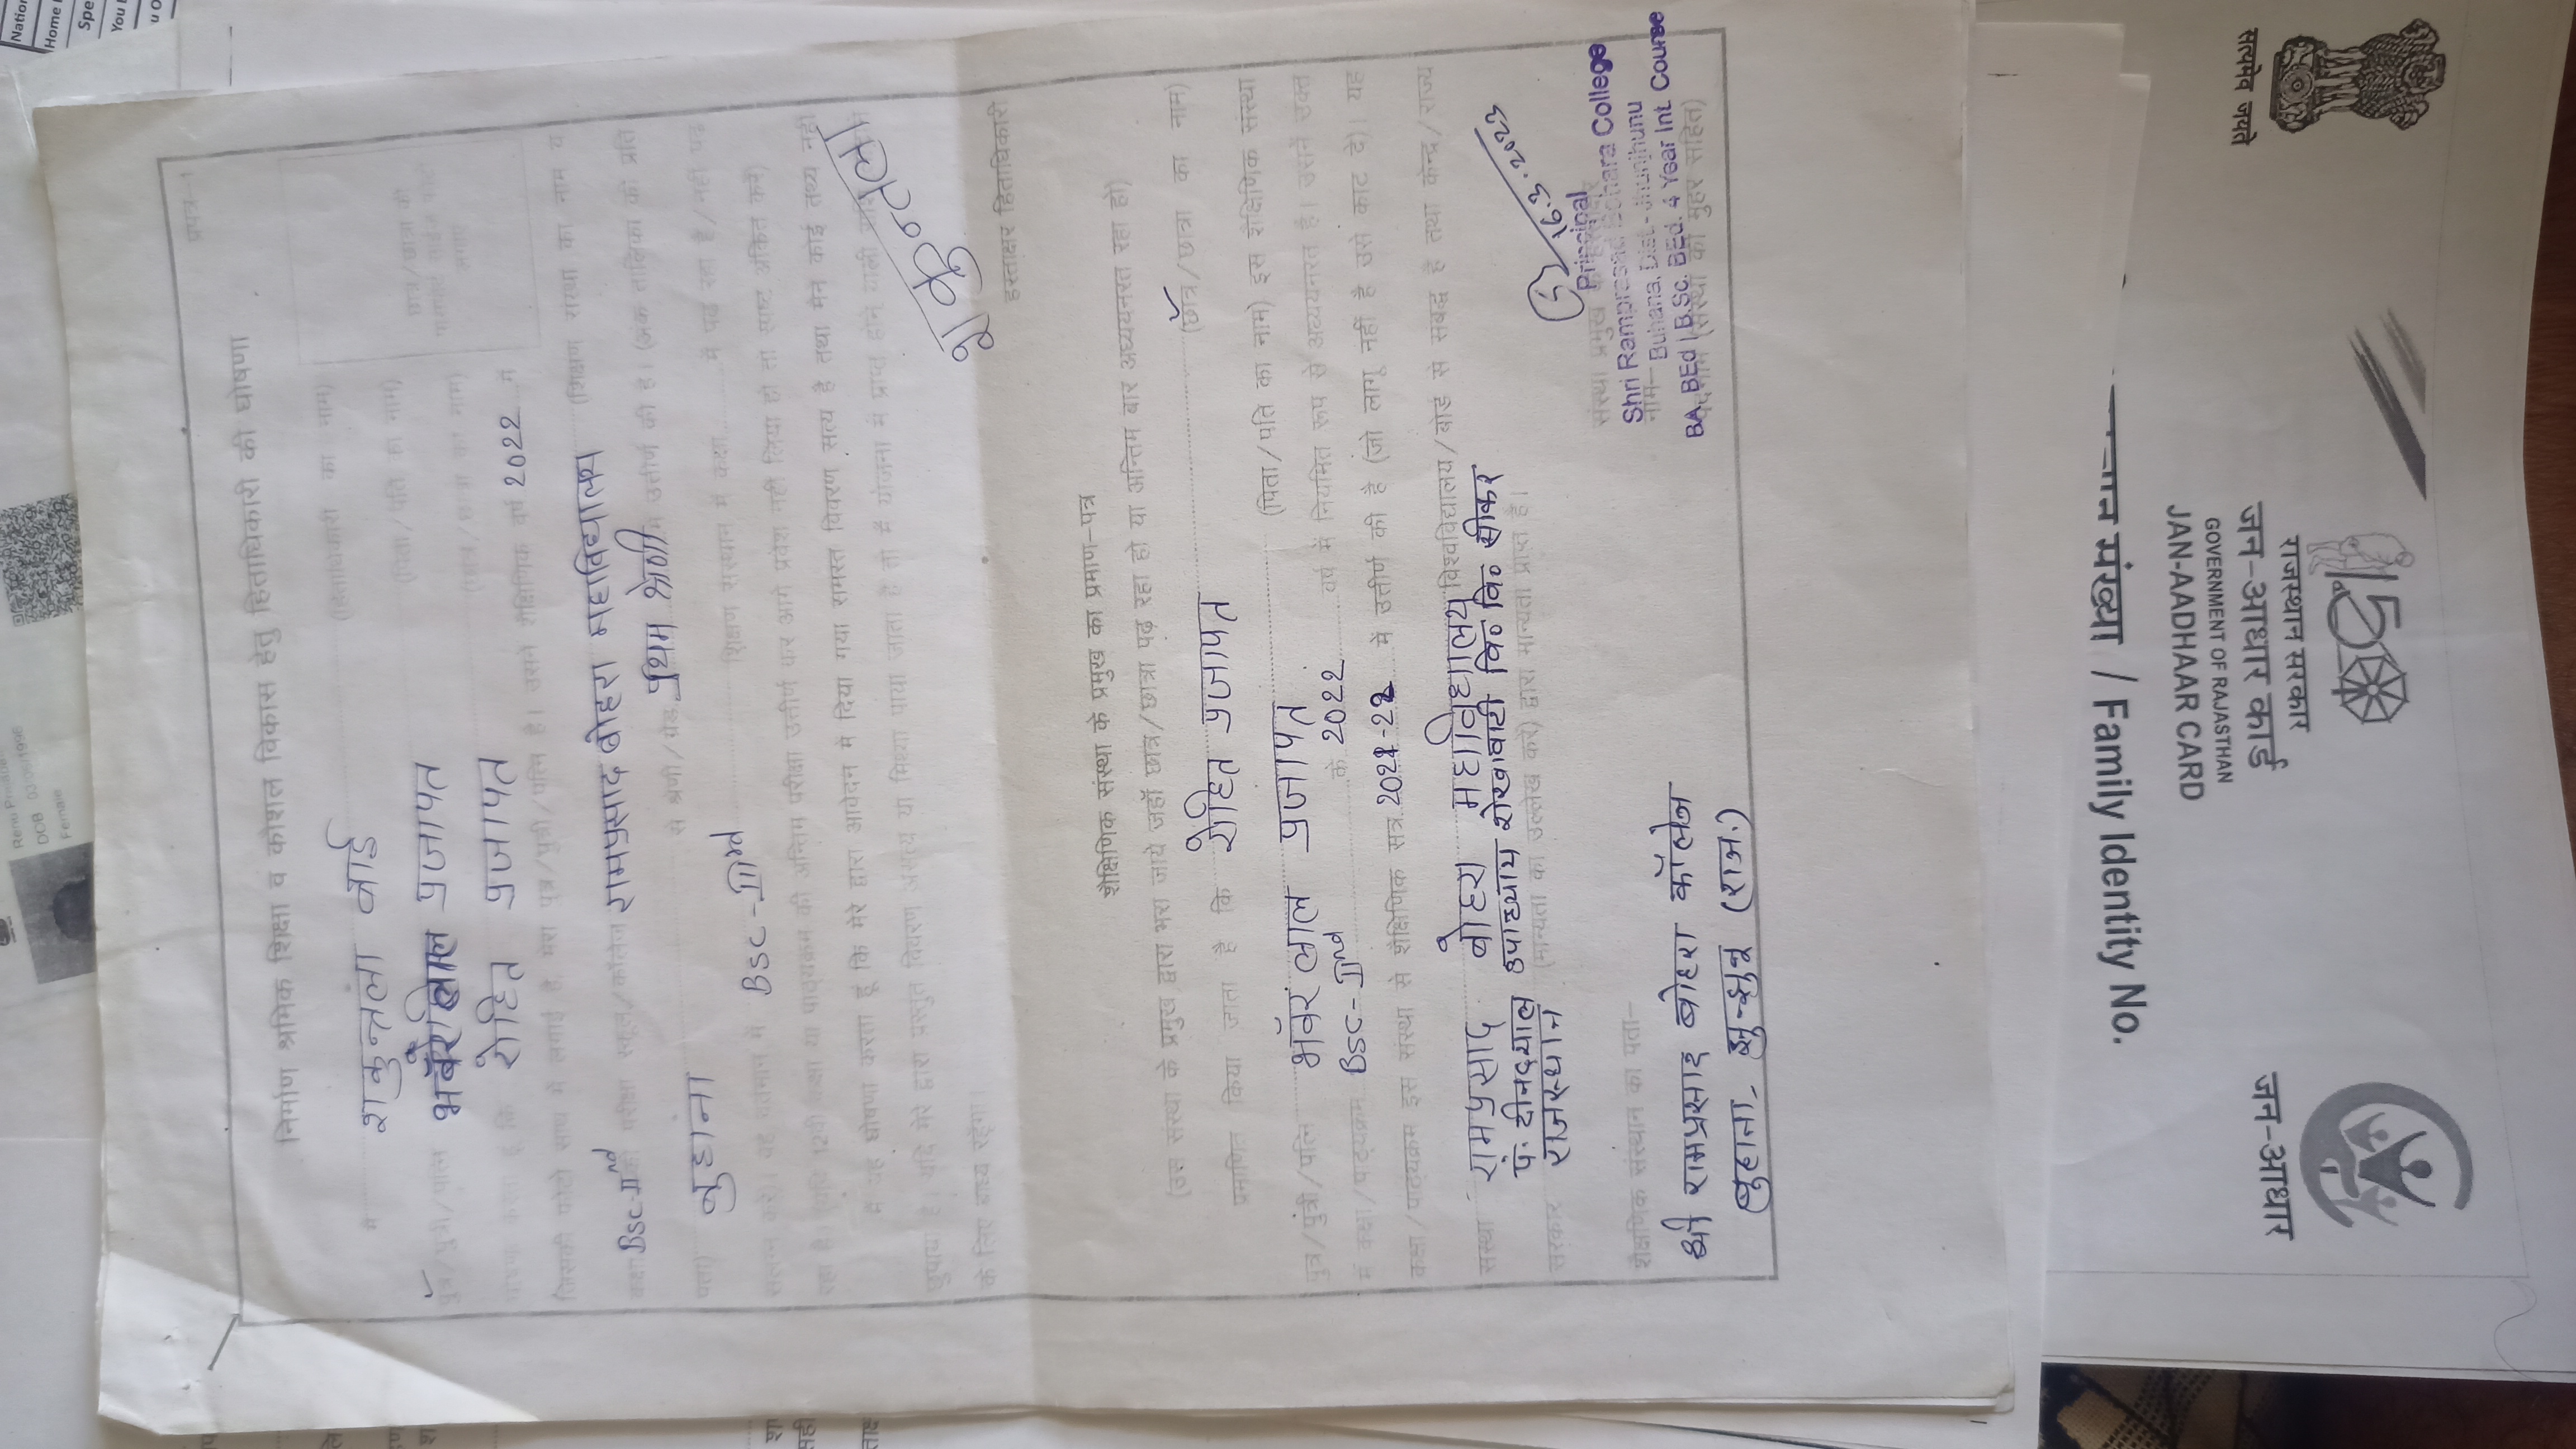 DOB 03/06/1996
Female
Nation
Home
Spe
You
u O
प्रपत्र-1
निर्माण श्रमिक शिक्षा व कौशल विकास हेतु हिताधिकारी की घोषणा
मैं शकुन्तला बाई (हिताधिकारी का नाम)
पुत्र/पुत्री/पत्नि भवरेलाल प्रजापत (पिता/पति का नाम)
घोषणा करता हूं कि रोहित प्रजापत (छात्र/छात्रा का नाम)
छात्र/छात्रा की
पासपोर्ट साईज फोटो
लगाए
जिसकी फोटो साथ में लगाई है, मेरा पुत्र/पुत्री/पत्नि है। उसने शैक्षिणिक वर्ष 2022 में
कक्षा Bsc-IInd की परीक्षा स्कूल/कॉलेज रामप्रसाद बोहरा महाविद्यालय (शिक्षण संस्था का नाम व
पता) बुहाना से श्रेणी/ग्रेड प्रथम श्रेणी में उत्तीर्ण की है। (अंक तालिका की प्रति
सलंग्न करे)। वह वर्तमान में Bsc-IIIrd शिक्षण संस्थान में कक्षा में पढ रहा है/नहीं पढ
रहा है। (यदि 12वी कक्षा या पाठ्यक्रम की अन्तिम परीक्षा उत्तीर्ण कर आगे प्रवेश नहीं लिया हो तो स्पष्ट अंकित करें)
मैं यह घोषणा करता हूं कि मेरे द्वारा आवेदन में दिया गया समस्त विवरण सत्य है तथा मैने कोई तथ्य नहीं
छुपाया है। यदि मेरे द्वारा प्रस्तुत विवरण असत्य या मिथ्या पाया जाता है तो मैं योजना में प्राप्त होने वाली राशि
के लिए बाध्य रहूँगा।
शकुन्तला
हस्ताक्षर हिताधिकारी
शैक्षिणिक संस्था के प्रमुख का प्रमाण-पत्र
(उस संस्था के प्रमुख द्वारा भरा जाये जहॉ छात्र/छात्रा पढ़ रहा हो या अन्तिम बार अध्ययनरत रहा हो)
प्रमाणित किया जाता है कि रोहित प्रजापत (छात्र/छात्रा का नाम)
पुत्र/पुत्री/पत्नि भवँर लाल प्रजापत (पिता/पति का नाम) इस शैक्षिणिक संस्था
में कक्षा/पाठ्यक्रम Bsc-IInd के 2022 वर्ष में नियमित रूप से अध्ययनरत है। उसनें उक्त
कक्षा/पाठ्यक्रम इस संस्था से शैक्षिणिक सत्र 2021-22 में उत्तीर्ण की है (जो लागू नहीं है उसे काट दे)। यह
संस्था रामप्रसाद बोहरा महाविद्यालय विश्वविद्यालय/बोर्ड से सबद्ध है तथा केन्द्र/राज्य
पं. दीनदयाल उपाध्याय शेखावाटी वि० वि० सीकर
सरकार राजस्थान (मान्यता का उल्लेख करें) द्वारा मान्यता प्राप्त है।
16.3.2023
संस्था प्रमुख के हस्ताक्षर
Principal
Shri Ramprasad Bohara College
नाम-
Buhana, Dist.- Jhunjhunu
BA. BEd | B.Sc. BEd. 4 Year Int. Course
पदनाम (संस्था की मुहर सहित)
शैक्षणिक संस्थान का पता-
श्री रामप्रसाद बोहरा कॉलेज
बुहाना, झुन्झुनू (राज.)
संख्या / Family Identity No.
JAN-AADHAAR CARD
GOVERNMENT OF RAJASTHAN
जन-आधार कार्ड
राजस्थान सरकार
जन-आधार
सत्यमेव जयते